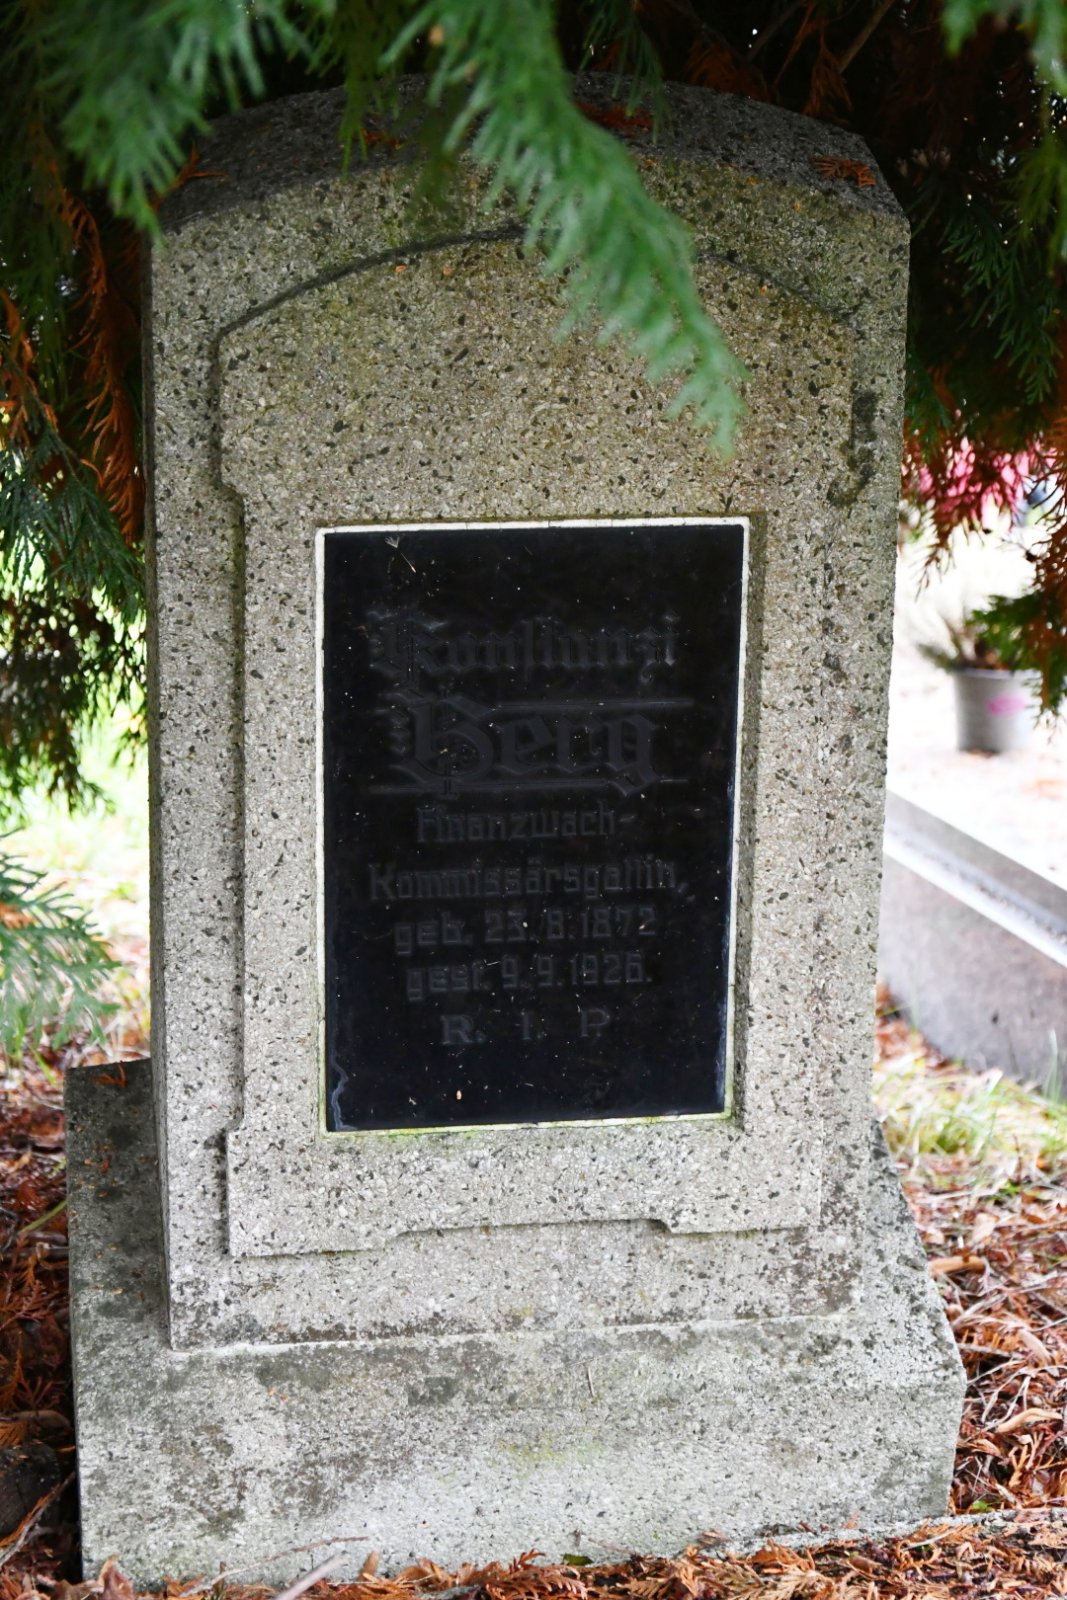 Konstanzi
Berg
Finanzwach-
Kommissärsgattin,
geb. 23. 8. 1872
gest. 9. 9. 1926.
R. I. P